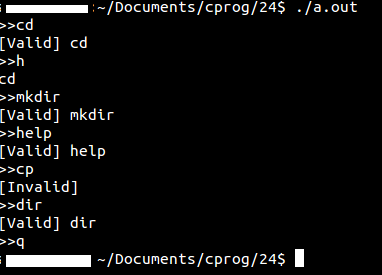 :~/Documents/cprog/24$ ./a.out
>>cd
[Valid] cd
>>h
cd
>>mkdir
[Valid] mkdir
>>help
[Valid] help
>>cp
[Invalid]
>>dir
[Valid] dir
>>q
~/Documents/cprog/24$